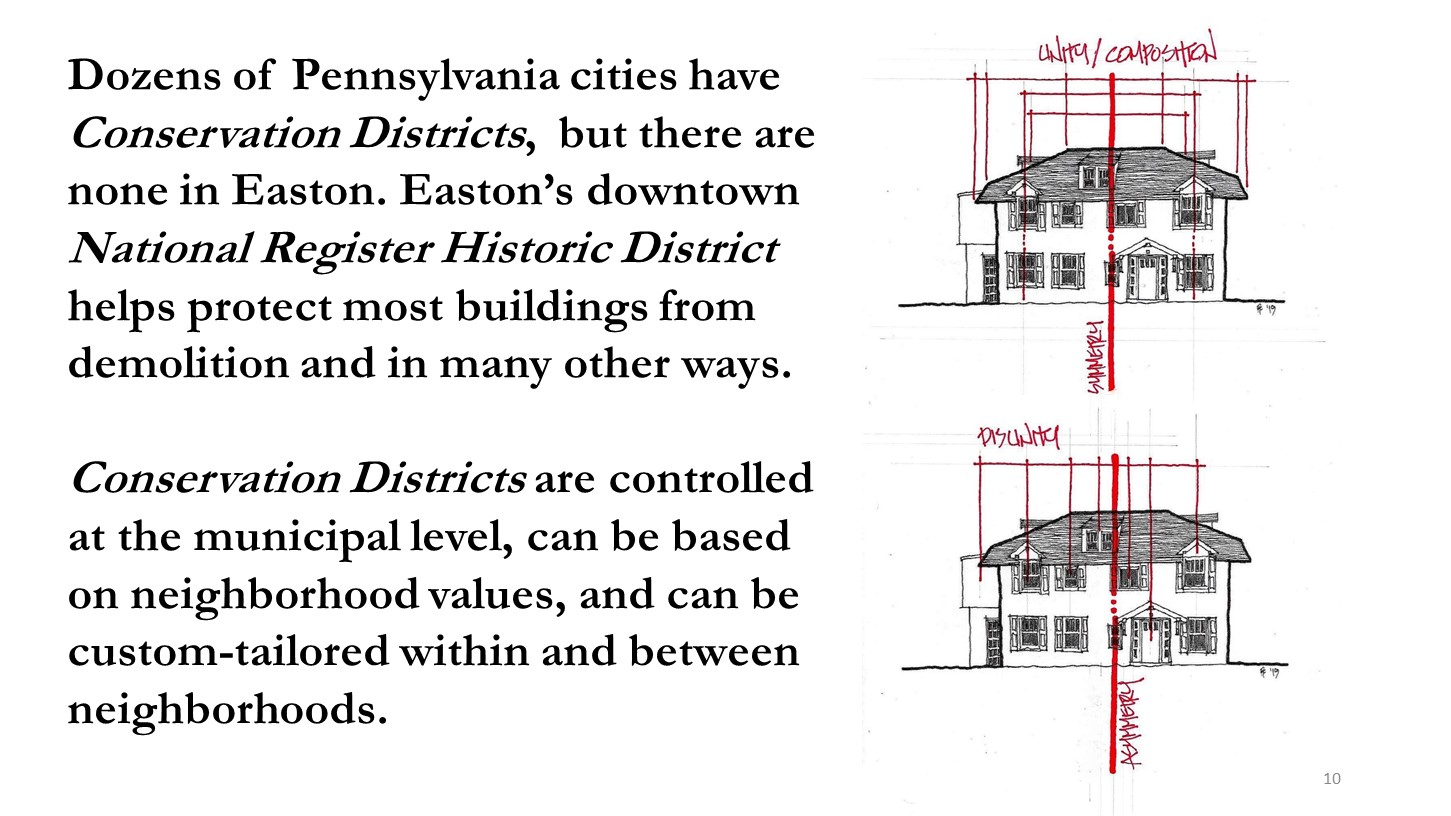 Dozens of Pennsylvania cities have
Conservation Districts, but there are
none in Easton. Easton’s downtown
National Register Historic District
helps protect most buildings from
demolition and in many other ways.
Conservation Districts are controlled
at the municipal level, can be based
on neighborhood values, and can be
custom-tailored within and between
neighborhoods.
UNITY / COMPOSITION
SYMMETRY
'19
DISUNITY
ASYMMETRY
'19
10